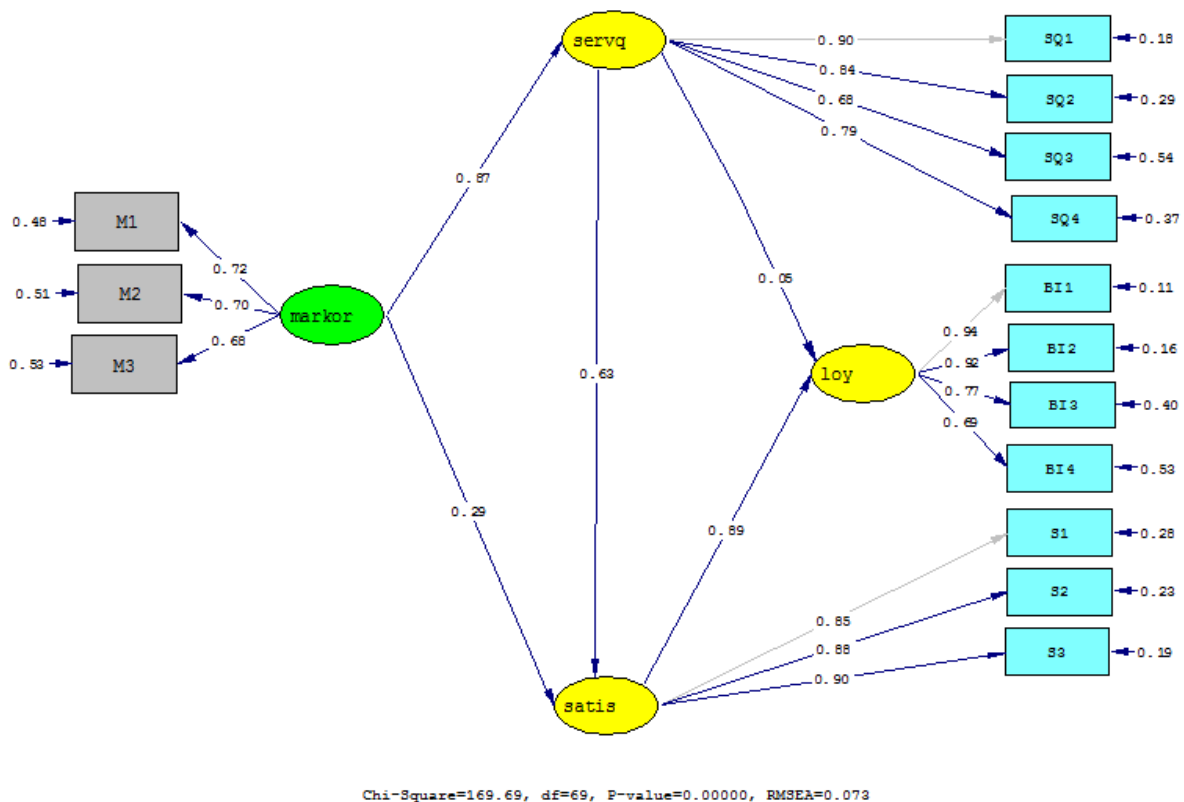 servq
0.90
SQ1
0.18
0.84
SQ2
0.29
0.68
SQ3
0.54
0.79
SQ4
0.37
0.87
0.48
M1
0.72
0.51
M2
0.70
0.53
M3
0.68
markor
0.05
0.63
loy
0.94
BI1
0.11
0.92
BI2
0.16
0.77
BI3
0.40
0.69
BI4
0.53
0.29
0.89
satis
0.85
S1
0.28
0.88
S2
0.23
0.90
S3
0.19
Chi-Square=169.69, df=69, P-value=0.00000, RMSEA=0.073